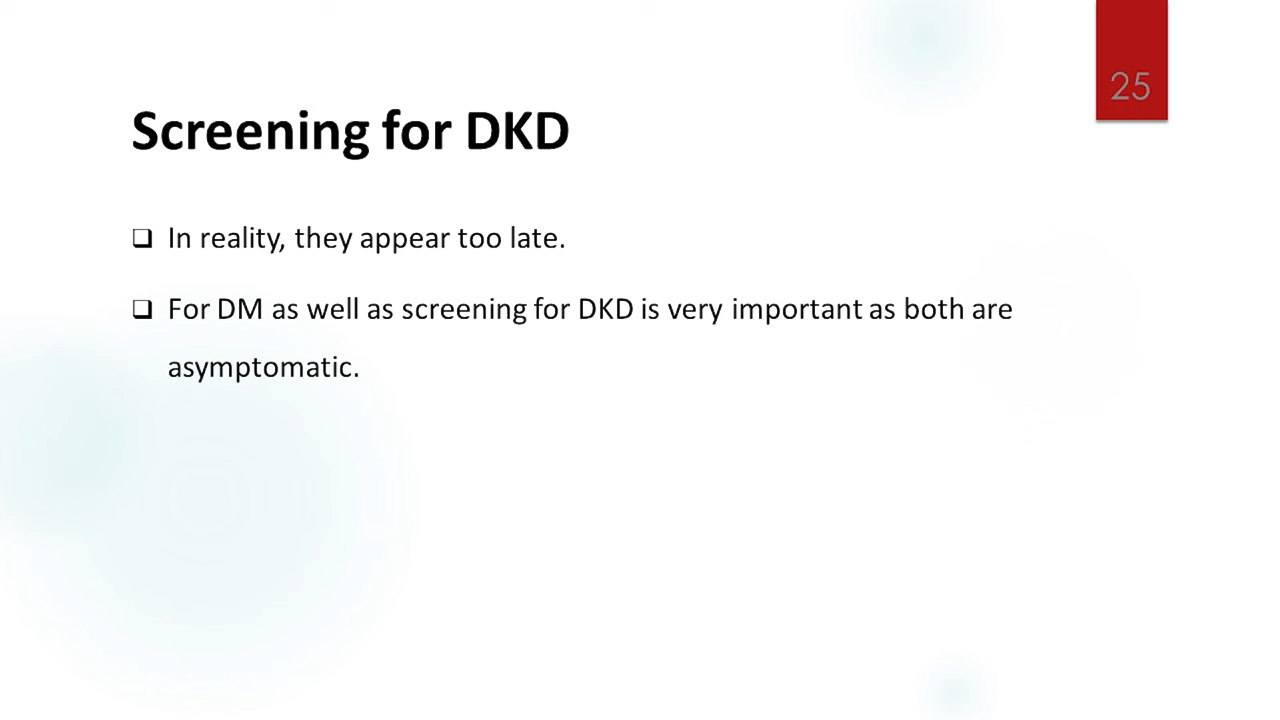 25
Screening for DKD
❑ In reality, they appear too late.
❑ For DM as well as screening for DKD is very important as both are
asymptomatic.